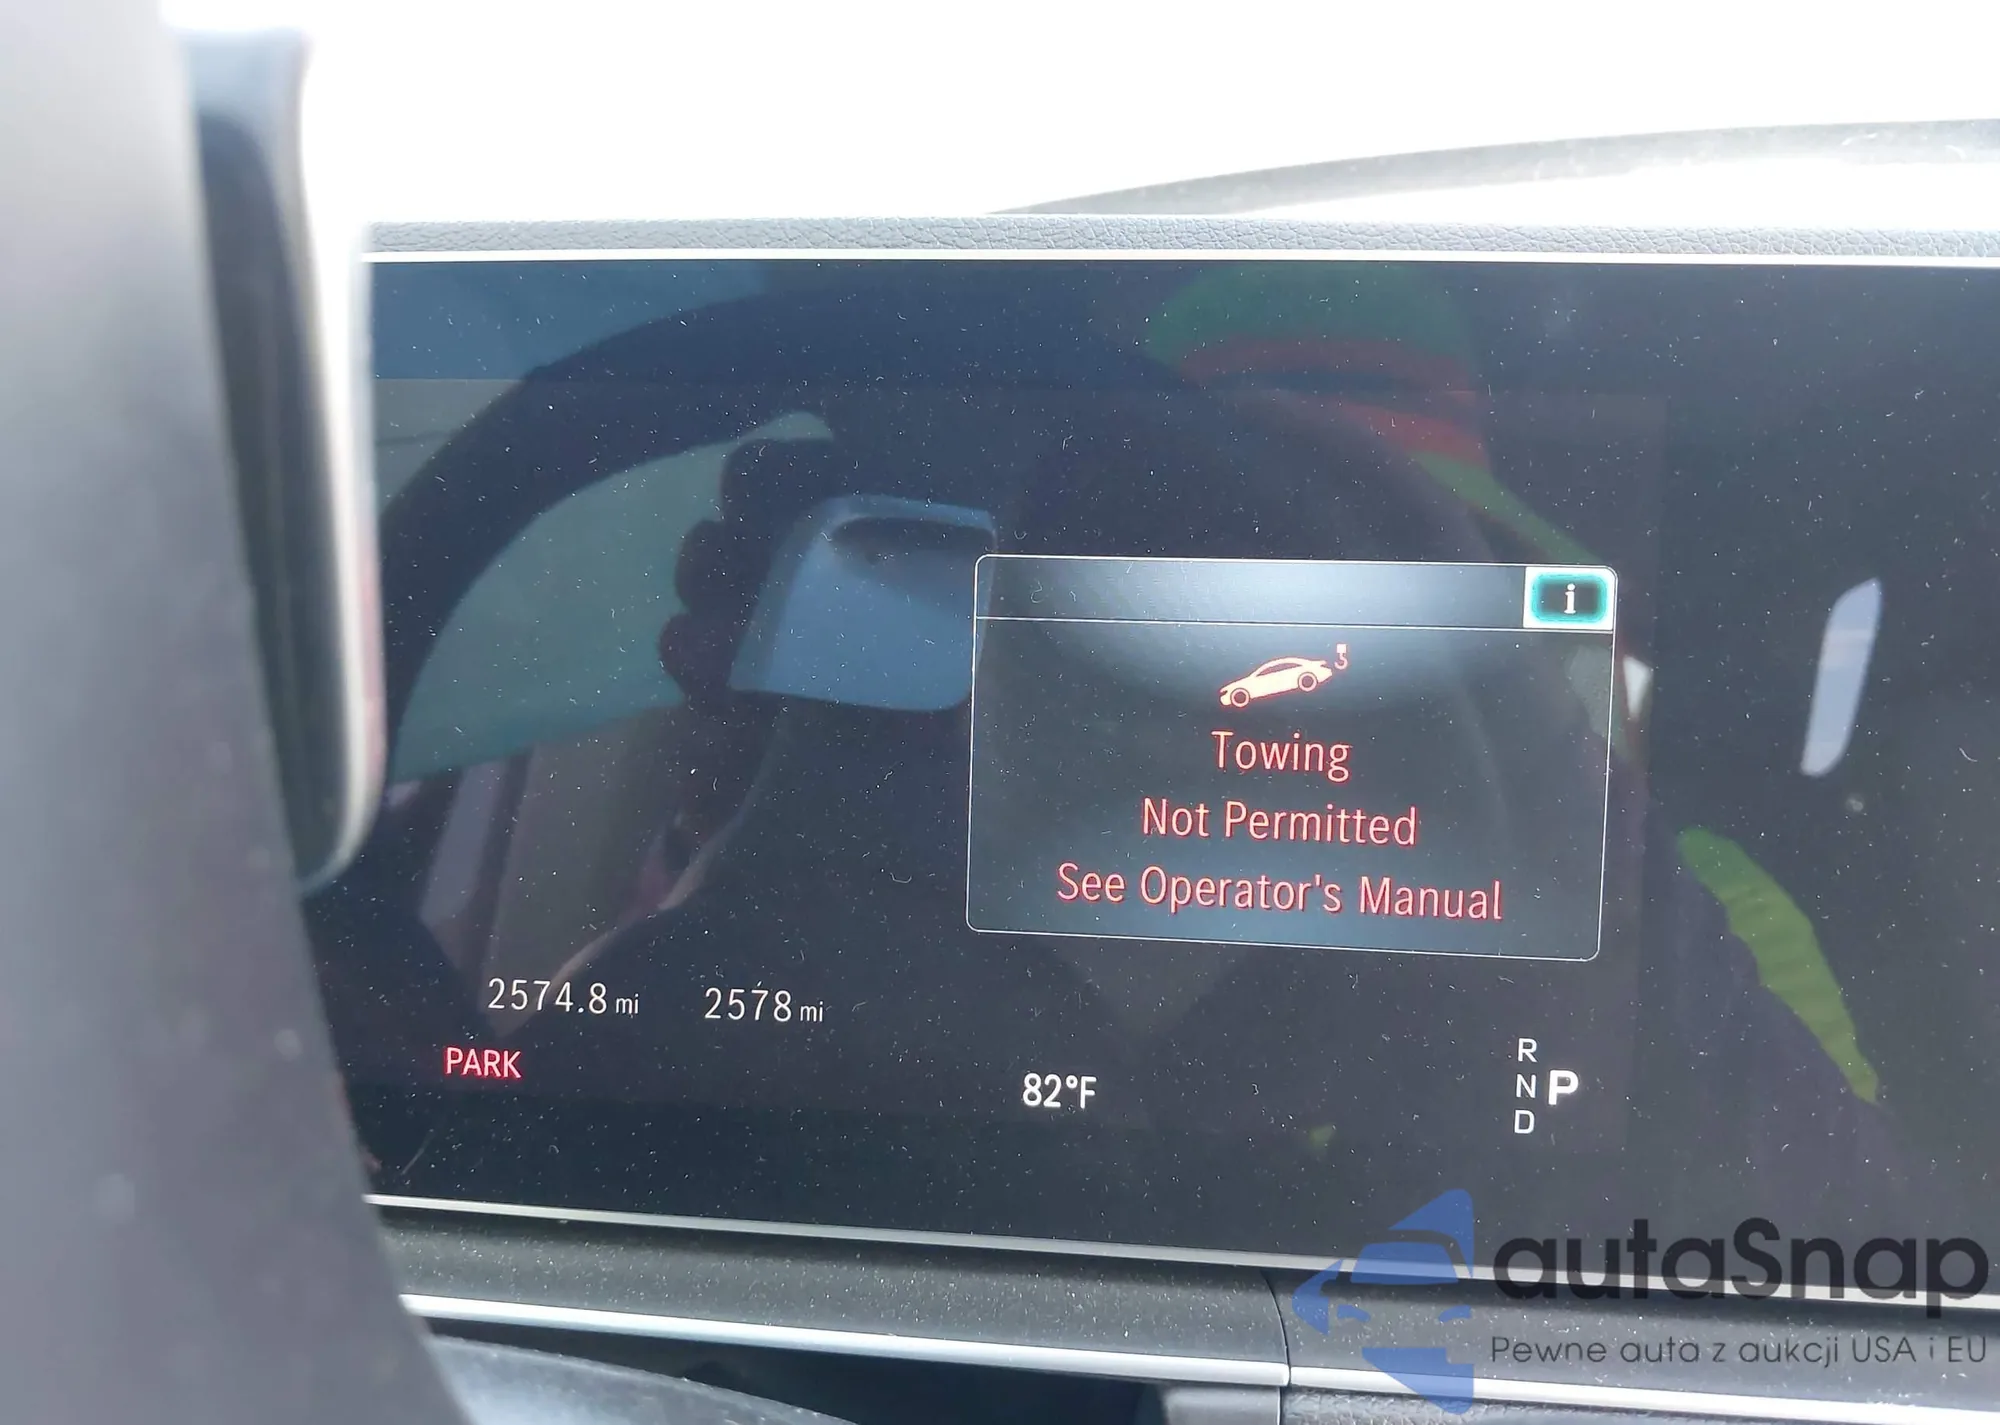 i
Towing
Not Permitted
See Operator's Manual
2574.8 mi 2578 mi
PARK
82°F
R
N P
D
autaSnap
Pewne auta z aukcji USA i EU